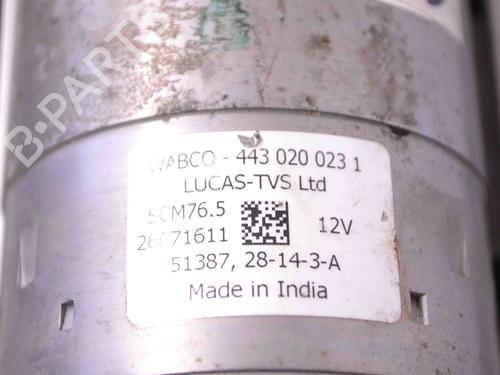 B-PARTS
WABCO - 443 020 023 1
LUCAS-TVS Ltd
SCM76.5
26071611
12V
51387, 28-14-3-A
Made in India